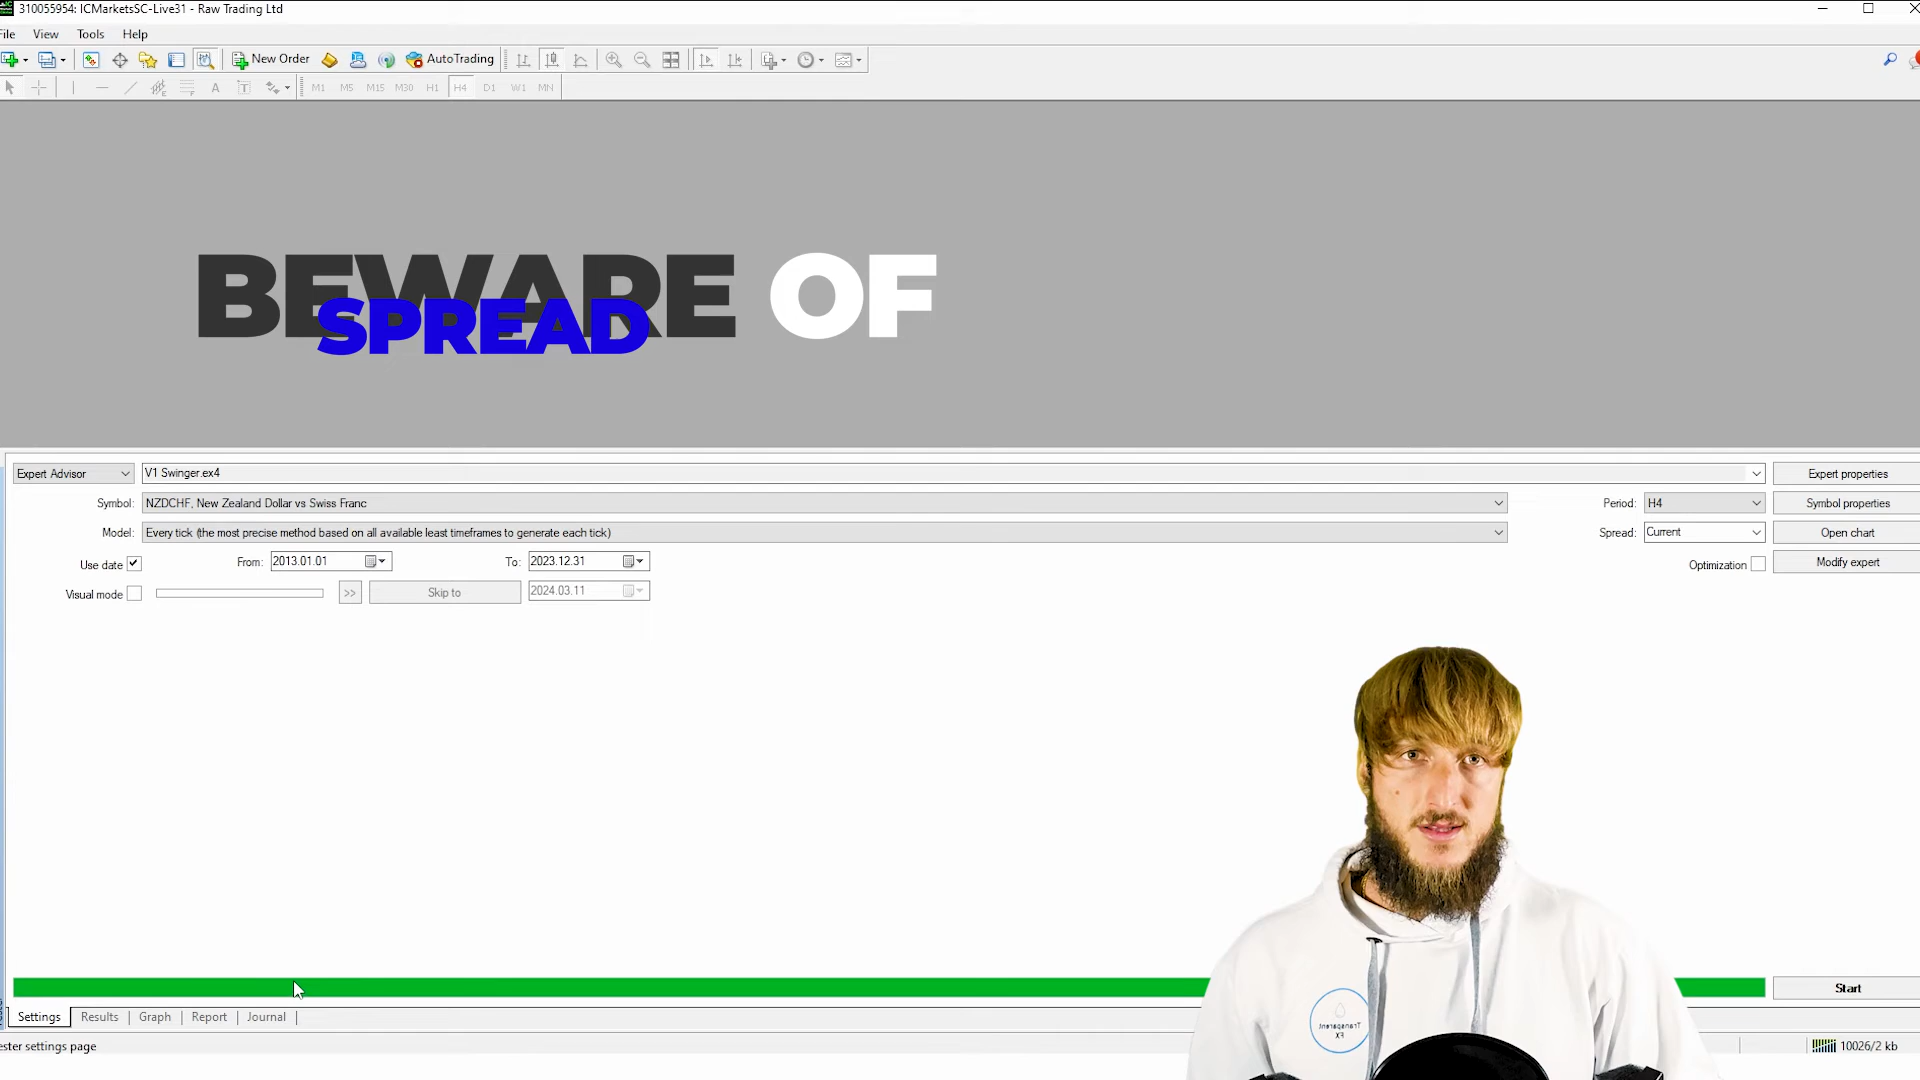 310055954: ICMarketsSC-Live31 - Raw Trading Ltd
File View Tools Help
New Order AutoTrading
A T M1 M5 M15 M30 H1 H4 D1 W1 MN
BEWARE OF
SPREAD
Expert Advisor V1 Swinger.ex4 Expert properties
Symbol: NZDCHF, New Zealand Dollar vs Swiss Franc Period: H4 Symbol properties
Model: Every tick (the most precise method based on all available least timeframes to generate each tick) Spread: Current Open chart
Use date From: 2013.01.01 To: 2023.12.31 Optimization Modify expert
Visual mode >> Skip to 2024.03.11
Start
Settings Results Graph Report Journal
Transparent
FX
ester settings page 10026/2 kb